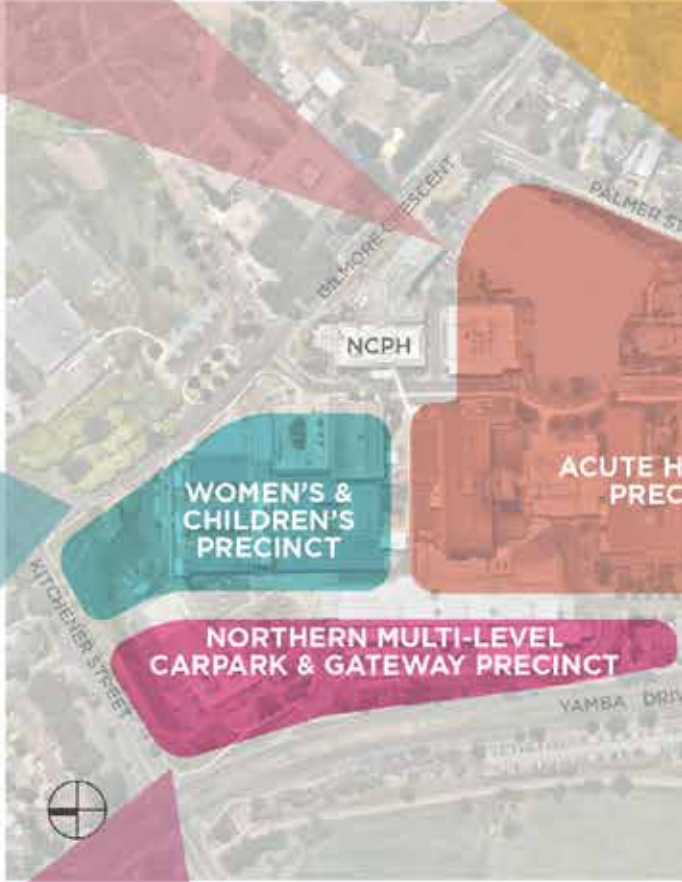 GILMORE CRESCENT
PALMER ST
NCPH
ACUTE H
PREC
WOMEN'S &
CHILDREN'S
PRECINCT
KITCHENER STREET
NORTHERN MULTI-LEVEL
CARPARK & GATEWAY PRECINCT
YAMBA DRIV